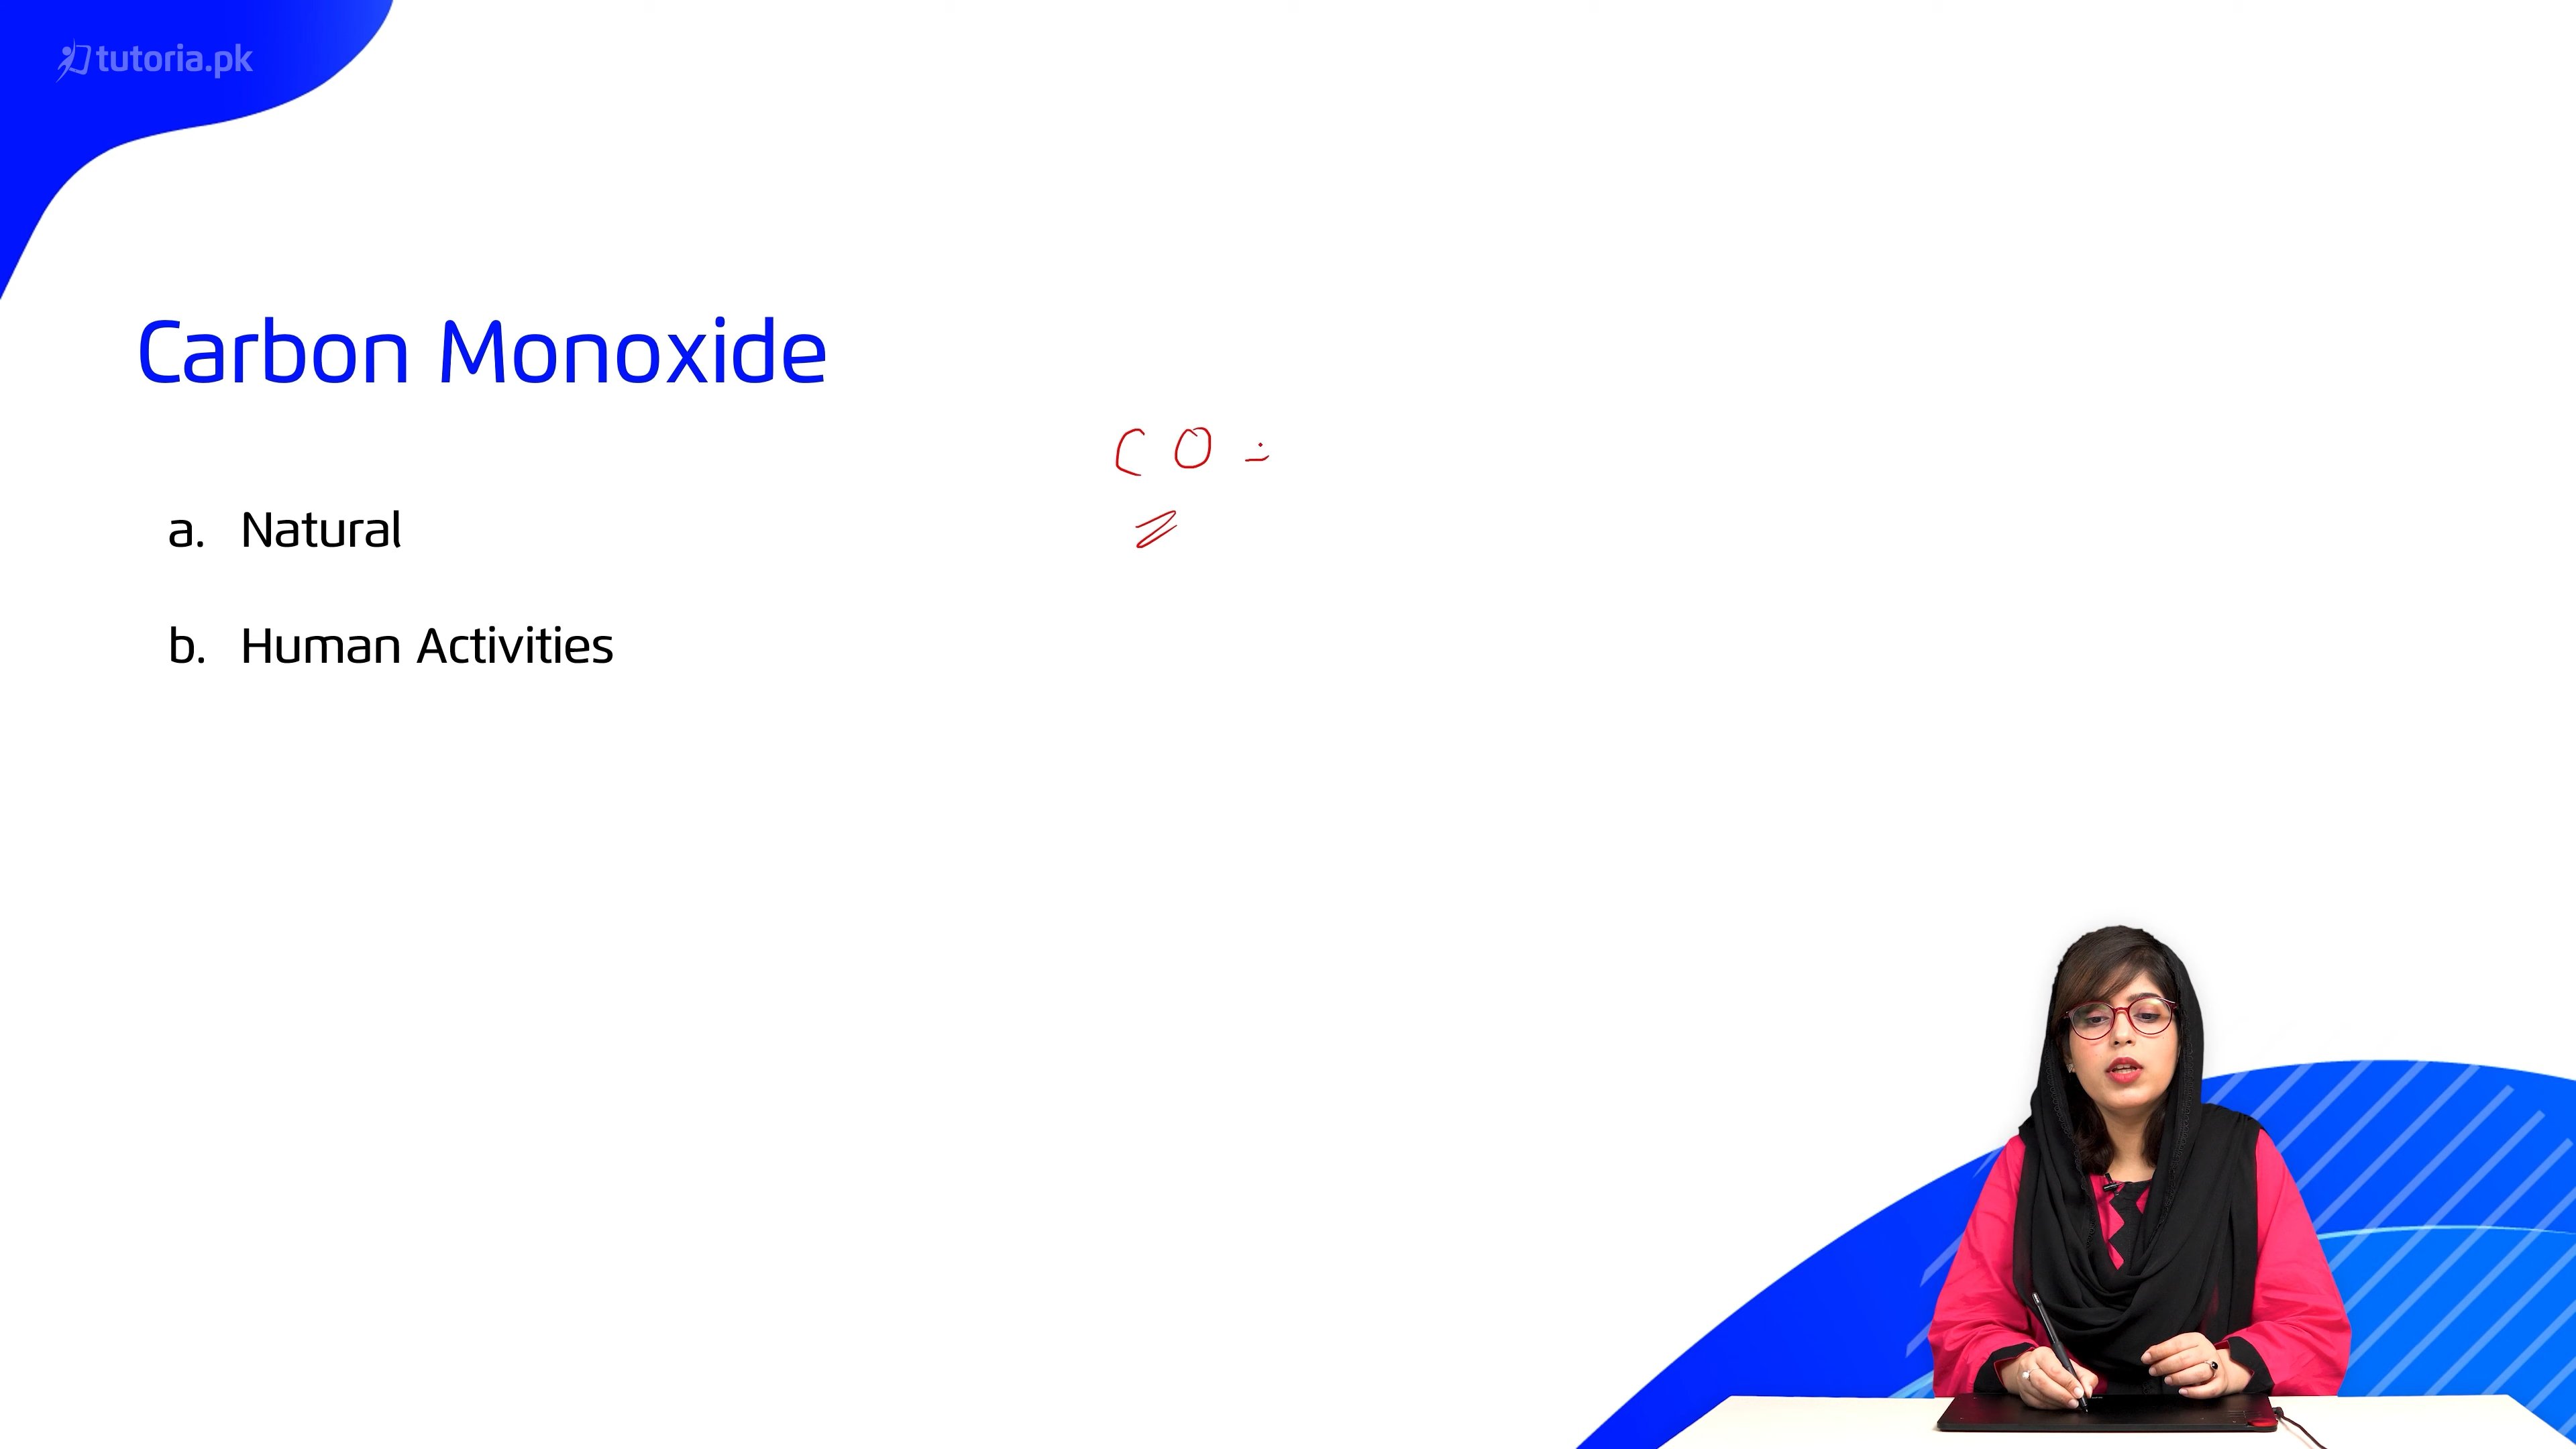 tutoria.pk
Carbon Monoxide
CO
a. Natural
b. Human Activities